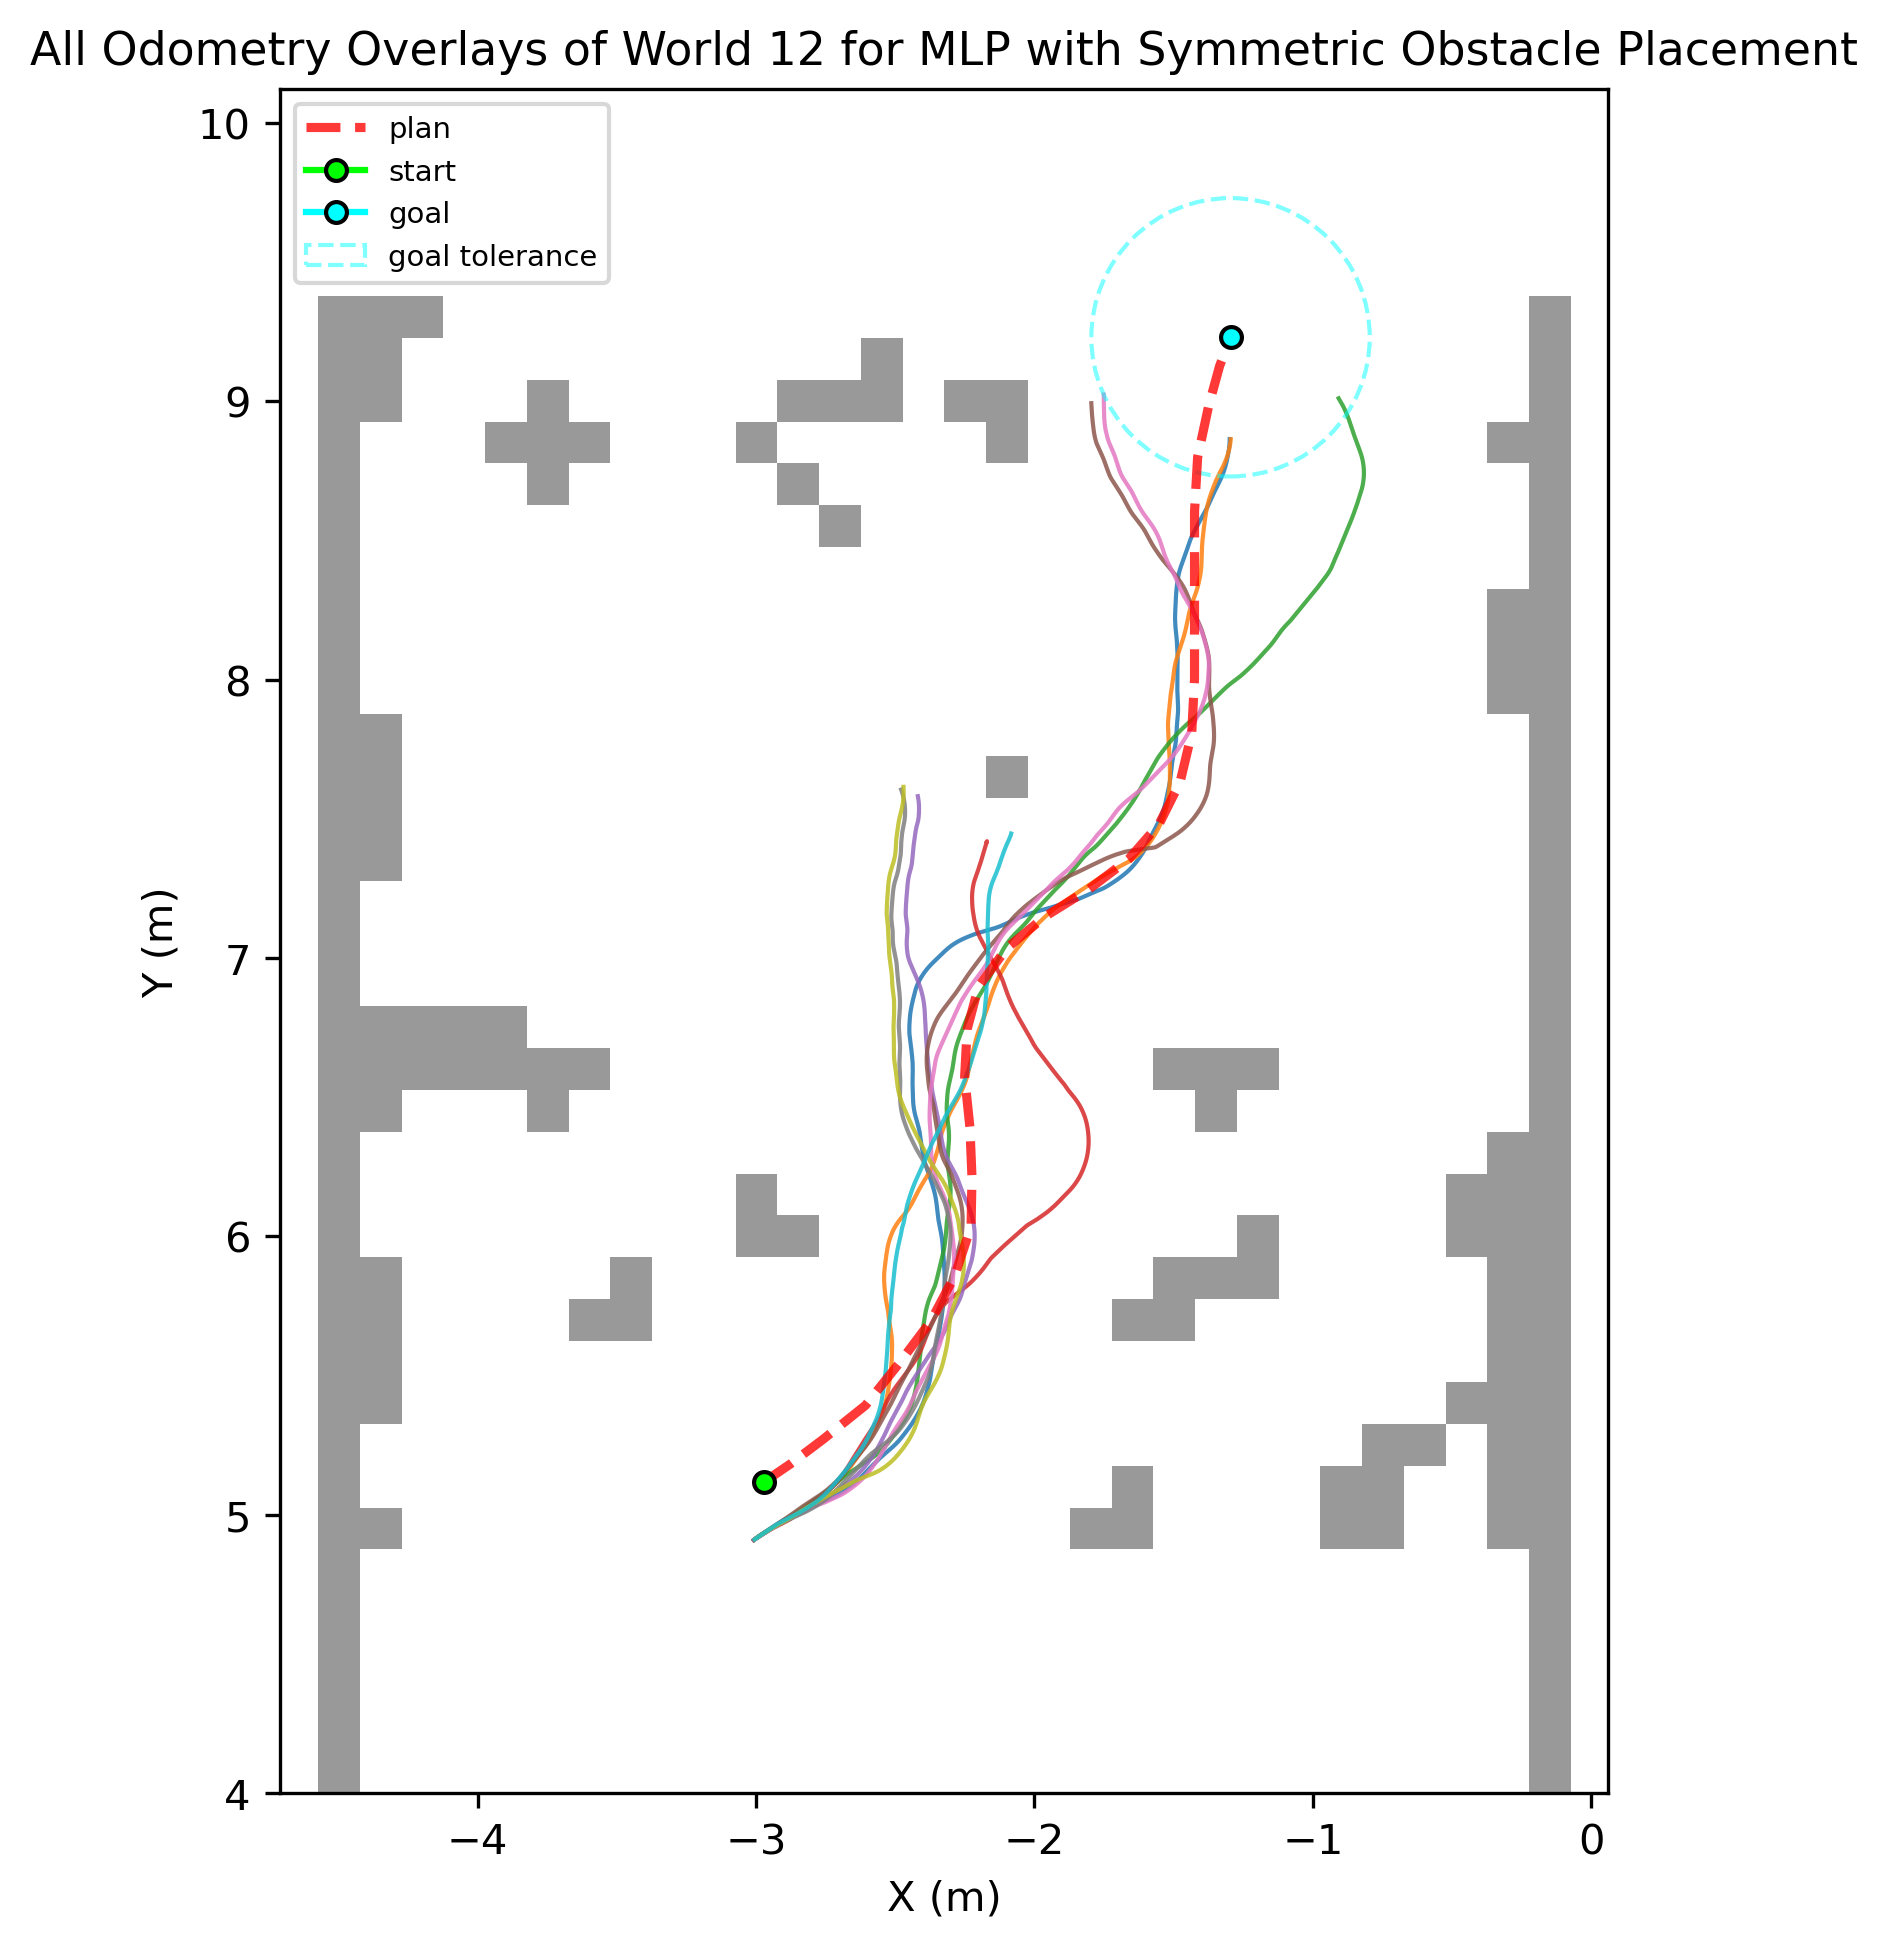 All Odometry Overlays of World 12 for MLP with Symmetric Obstacle Placement
plan
start
goal
goal tolerance
10
9
8
7
6
5
4
Y (m)
−4
−3
−2
−1
0
X (m)